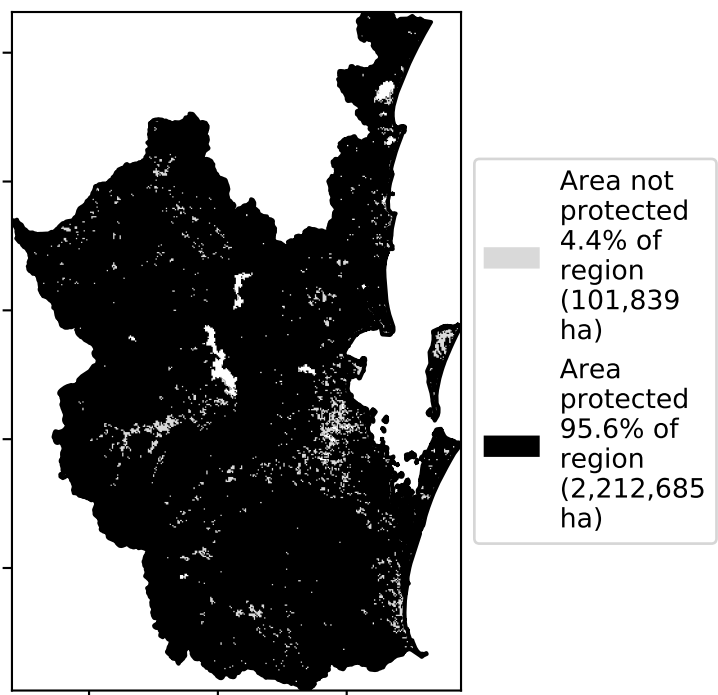 Area not
protected
4.4% of
region
(101,839
ha)
Area
protected
95.6% of
region
(2,212,685
ha)